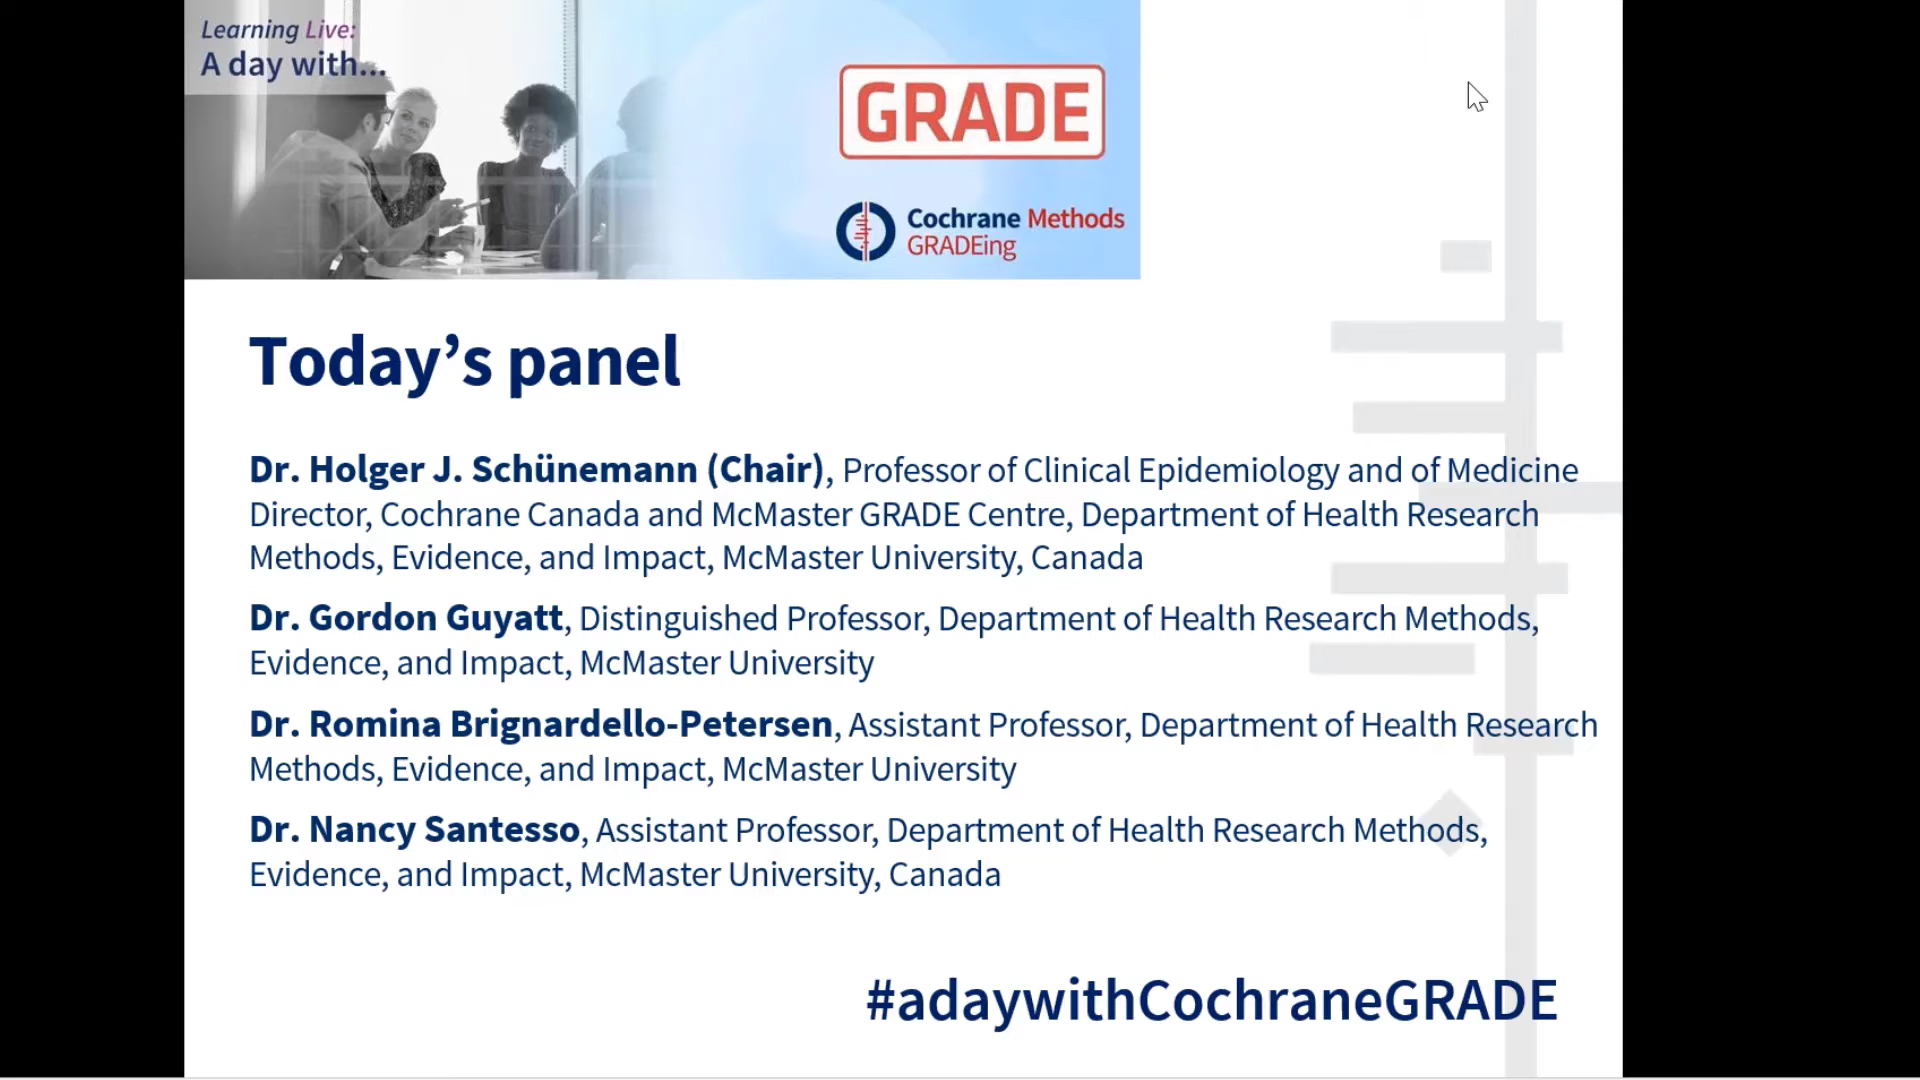 Learning Live:
A day with...
GRADE
Cochrane Methods
GRADEing
Today’s panel
Dr. Holger J. Schünemann (Chair), Professor of Clinical Epidemiology and of Medicine
Director, Cochrane Canada and McMaster GRADE Centre, Department of Health Research
Methods, Evidence, and Impact, McMaster University, Canada
Dr. Gordon Guyatt, Distinguished Professor, Department of Health Research Methods,
Evidence, and Impact, McMaster University
Dr. Romina Brignardello-Petersen, Assistant Professor, Department of Health Research
Methods, Evidence, and Impact, McMaster University
Dr. Nancy Santesso, Assistant Professor, Department of Health Research Methods,
Evidence, and Impact, McMaster University, Canada
#adaywithCochraneGRADE